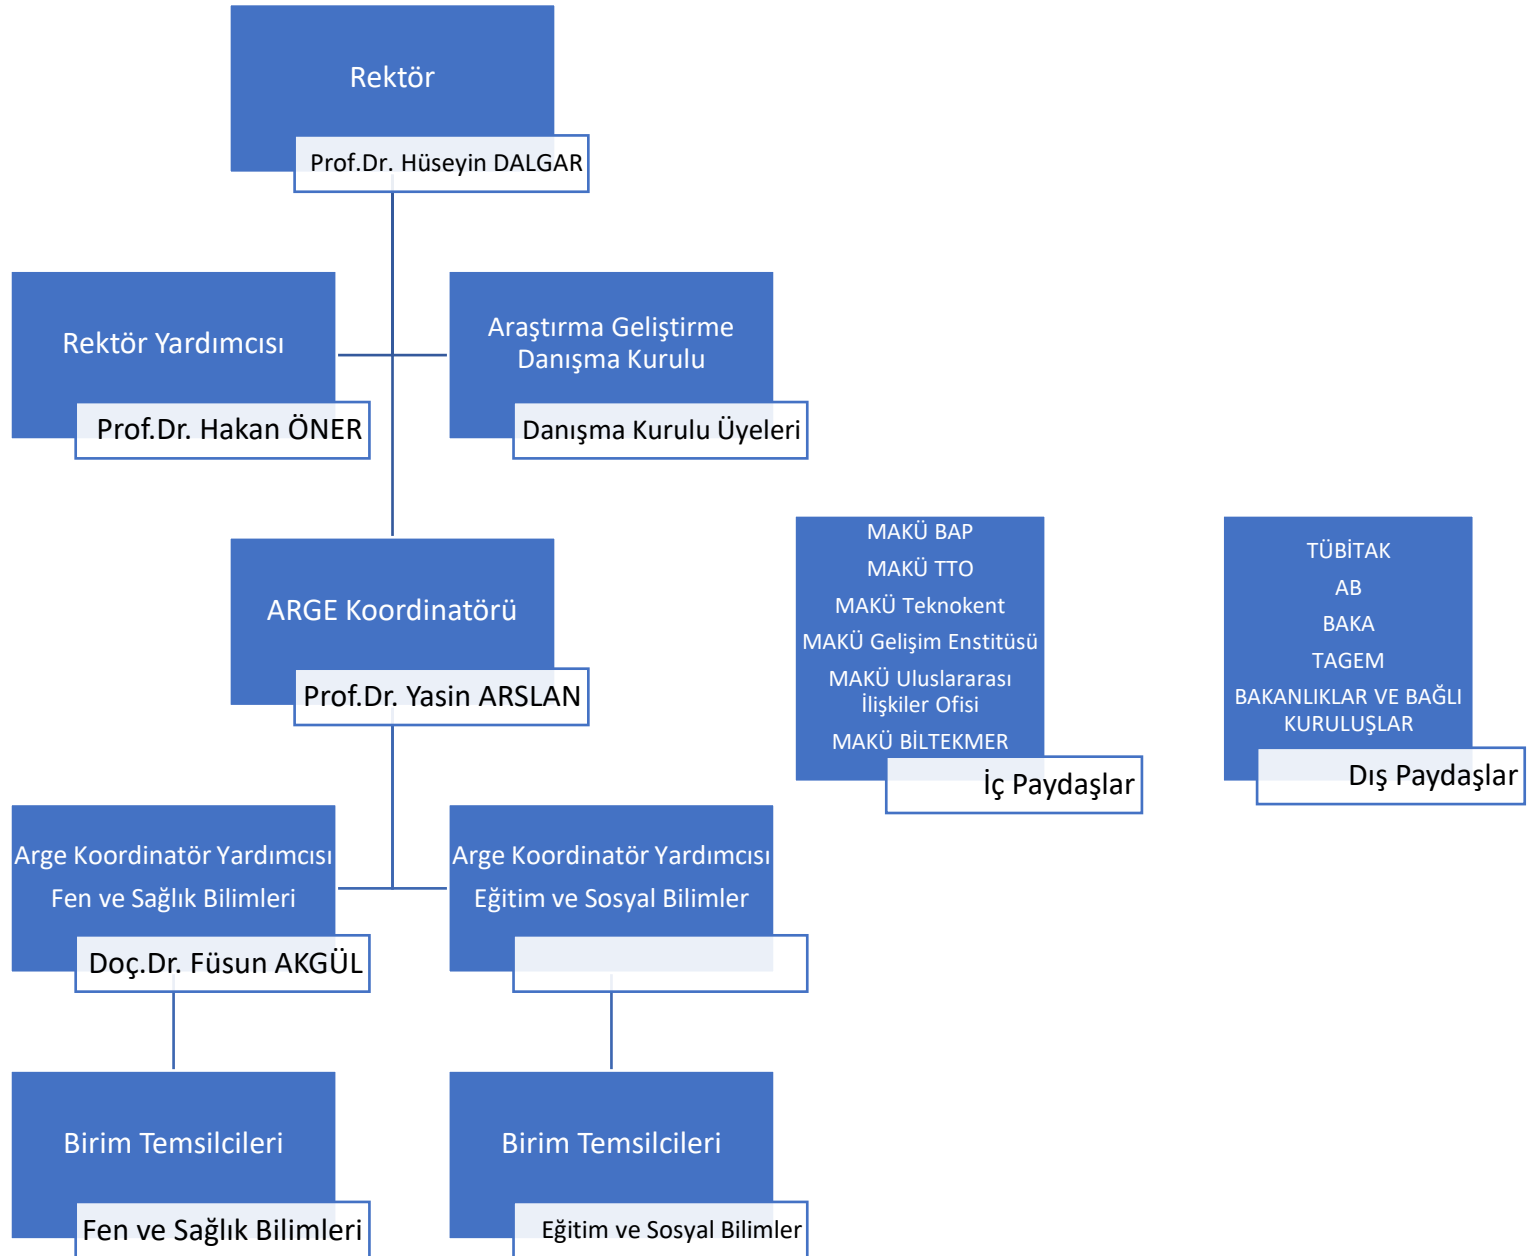 Rektör
Prof.Dr. Hüseyin DALGAR
Rektör Yardımcısı
Prof.Dr. Hakan ÖNER
Araştırma Geliştirme
Danışma Kurulu
Danışma Kurulu Üyeleri
ARGE Koordinatörü
Prof.Dr. Yasin ARSLAN
MAKÜ BAP
MAKÜ TTO
MAKÜ Teknokent
MAKÜ Gelişim Enstitüsü
MAKÜ Uluslararası
İlişkiler Ofisi
MAKÜ BİLTEKMER
İç Paydaşlar
TÜBİTAK
AB
BAKA
TAGEM
BAKANLIKLAR VE BAĞLI
KURULUŞLAR
Dış Paydaşlar
Arge Koordinatör Yardımcısı
Fen ve Sağlık Bilimleri
Doç.Dr. Füsun AKGÜL
Arge Koordinatör Yardımcısı
Eğitim ve Sosyal Bilimler
Birim Temsilcileri
Fen ve Sağlık Bilimleri
Birim Temsilcileri
Eğitim ve Sosyal Bilimler